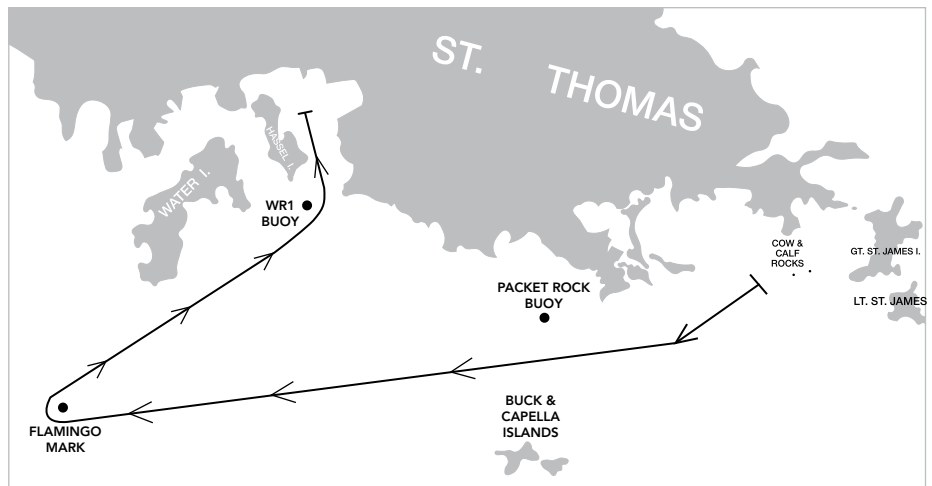 ST. THOMAS
HASSEL I.
WATER I.
WR1
BUOY
COW &
CALF
ROCKS
GT. ST. JAMES I.
PACKET ROCK
BUOY
LT. ST. JAMES
BUCK &
CAPELLA
ISLANDS
FLAMINGO
MARK